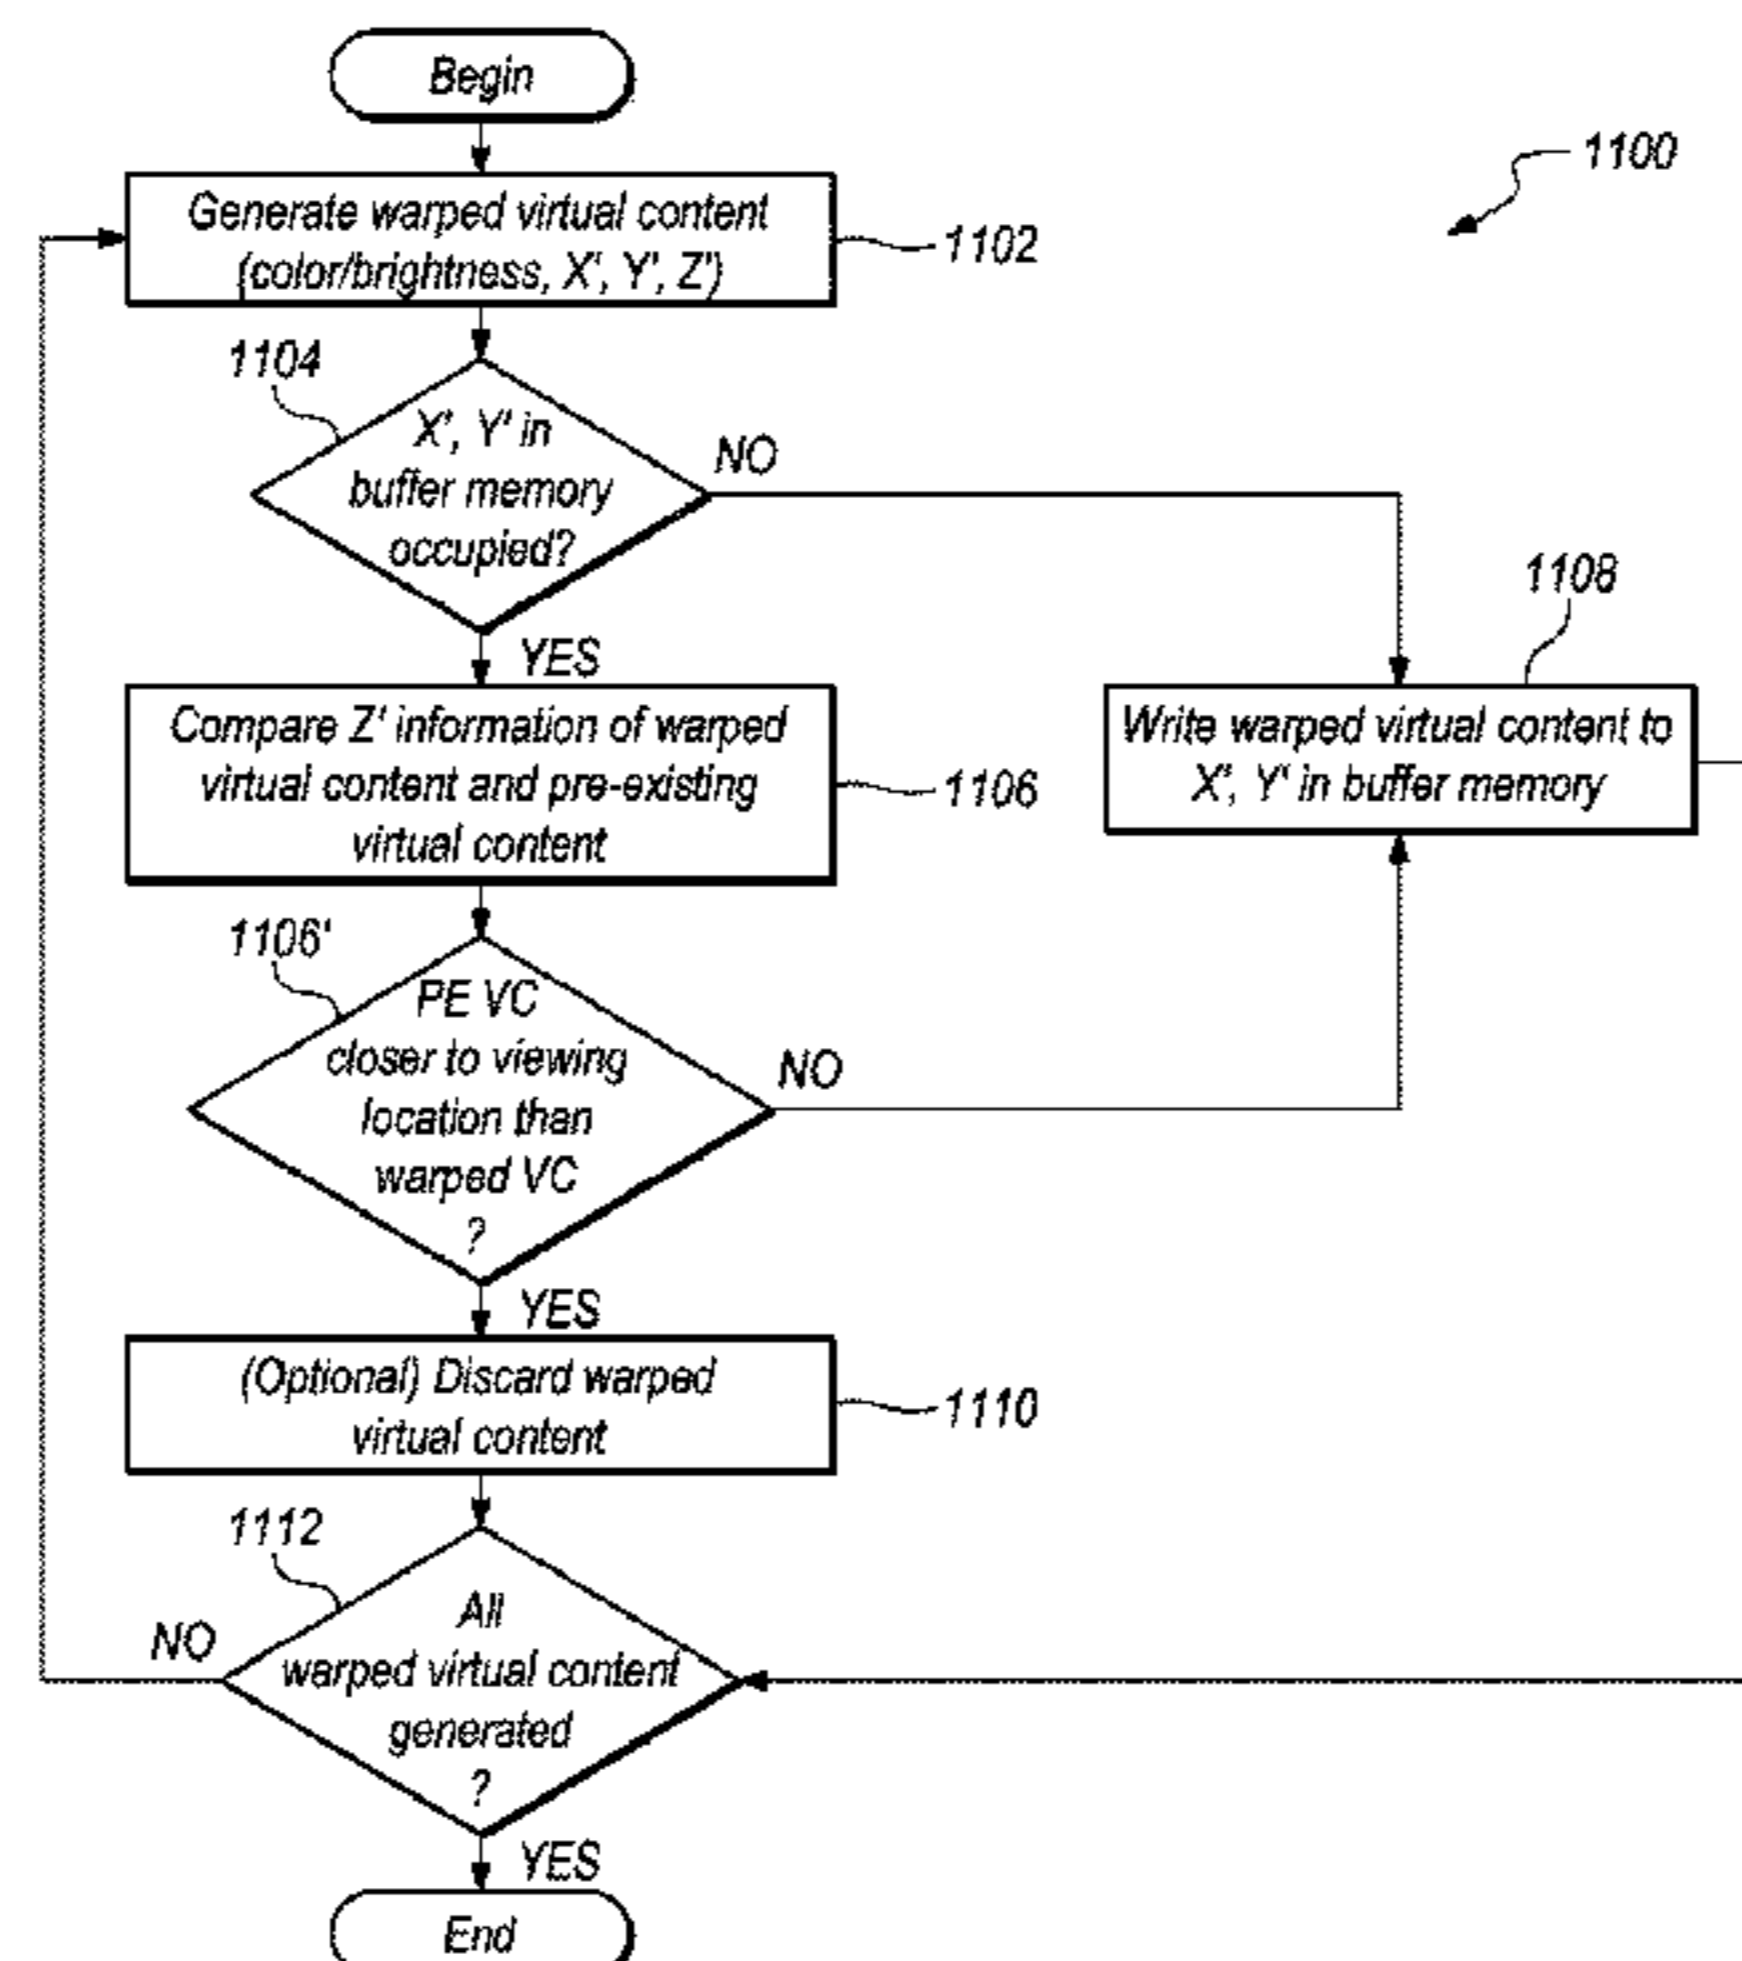 Begin
1100
Generate warped virtual content
(color/brightness, X', Y', Z')
1102
1104
X', Y' in
buffer memory
occupied?
NO
YES
1108
Compare Z' information of warped
virtual content and pre-existing
virtual content
1106
Write warped virtual content to
X', Y' in buffer memory
1106'
PE VC
closer to viewing
location than
warped VC
?
NO
YES
(Optional) Discard warped
virtual content
1110
1112
All
warped virtual content
generated
?
NO
YES
End